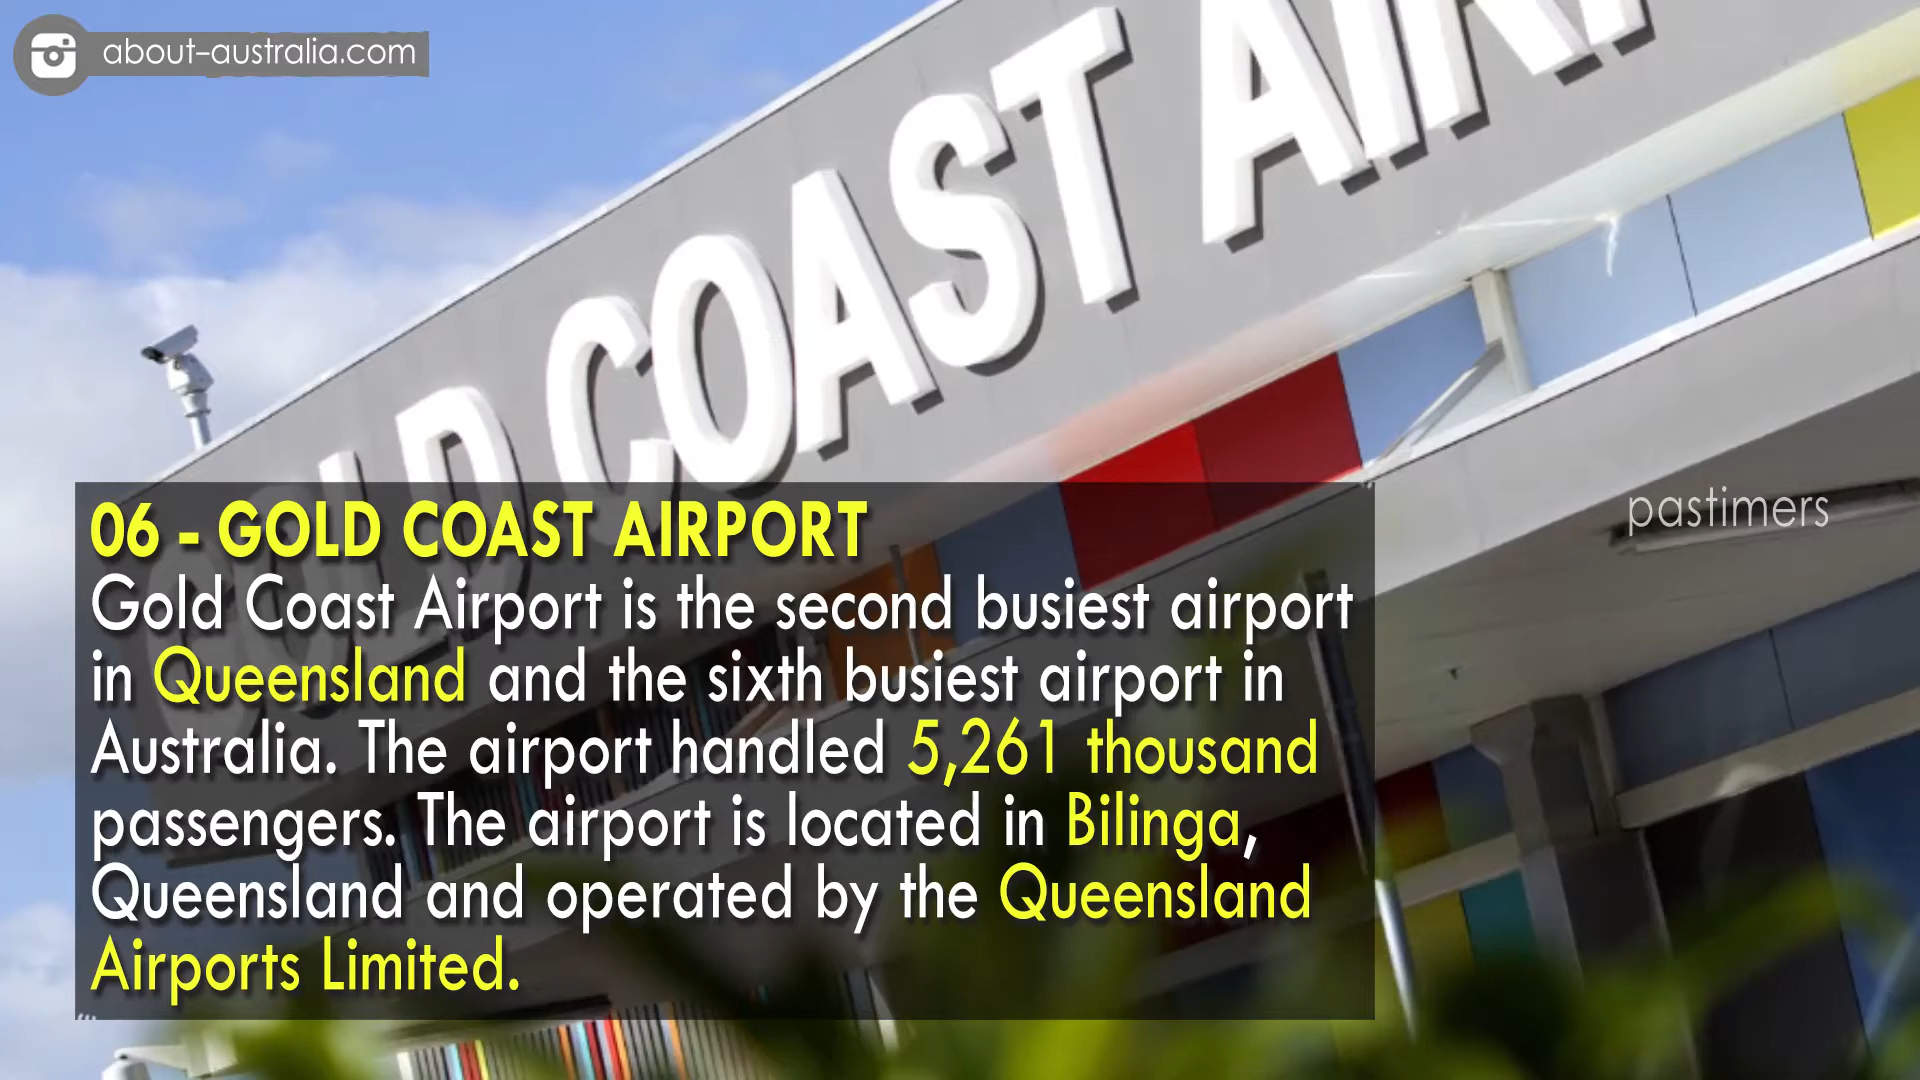 about-australia.com
GOLD COAST AIRP
06 - GOLD COAST AIRPORT
Gold Coast Airport is the second busiest airport
in Queensland and the sixth busiest airport in
Australia. The airport handled 5,261 thousand
passengers. The airport is located in Bilinga,
Queensland and operated by the Queensland
Airports Limited.
pastimers